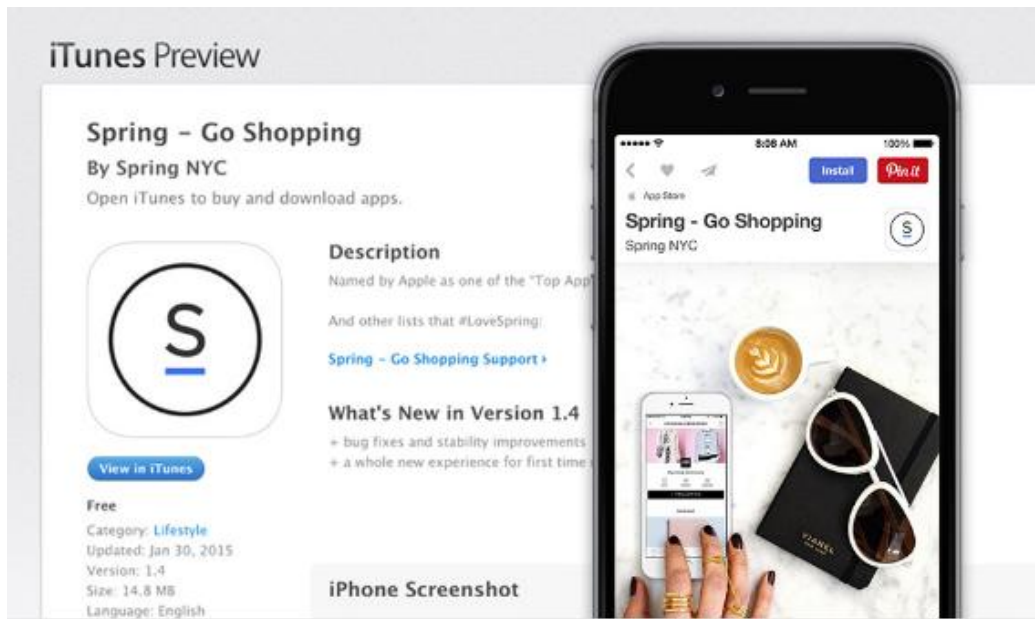 iTunes Preview
Spring – Go Shopping
By Spring NYC
Open iTunes to buy and download apps.
S
View in iTunes
Free
Category: Lifestyle
Updated: Jan 30, 2015
Version: 1.4
Size: 14.8 MB
Language: English
Description
Named by Apple as one of the "Top App
And other lists that #LoveSpring:
Spring – Go Shopping Support
What's New in Version 1.4
+ bug fixes and stability improvements
+ a whole new experience for first time
iPhone Screenshot
8:08 AM
100%
Install
Pin it
App Store
Spring - Go Shopping
Spring NYC
S
VIANEL